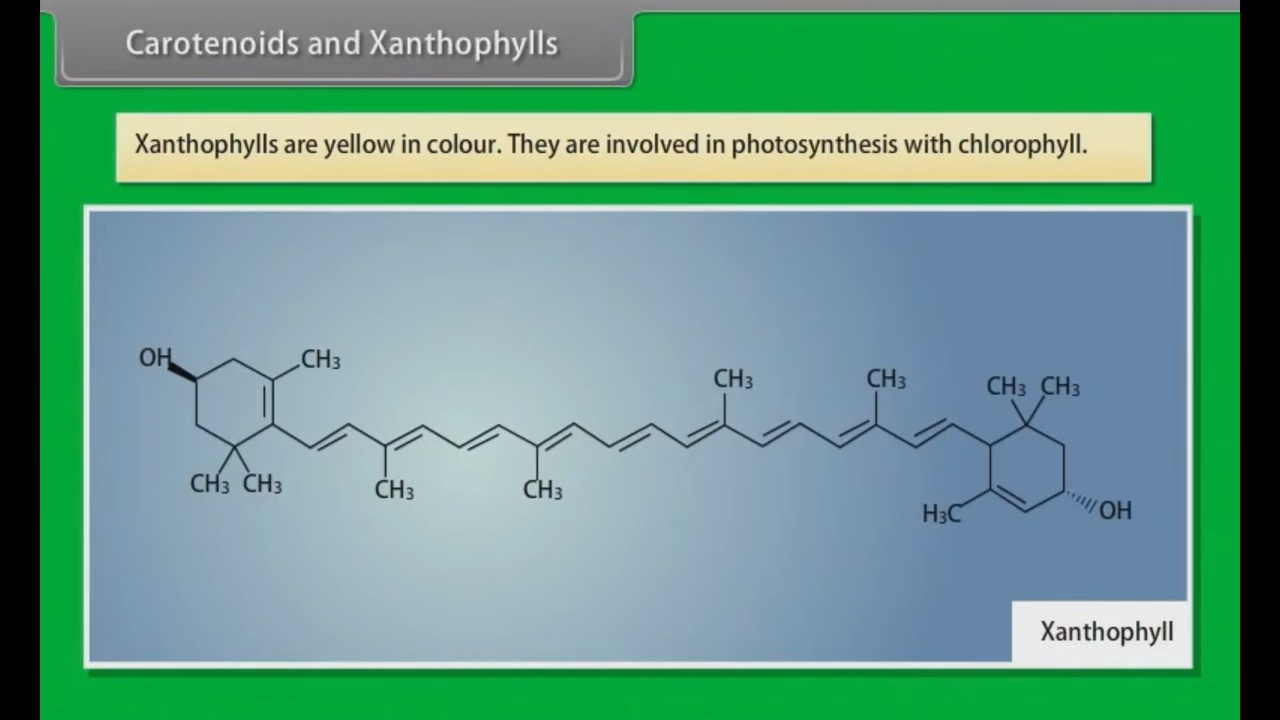 Carotenoids and Xanthophylls
Xanthophylls are yellow in colour. They are involved in photosynthesis with chlorophyll.
OH
CH3
CH3
CH3
CH3 CH3
CH3 CH3
CH3
CH3
H3C
OH
Xanthophyll